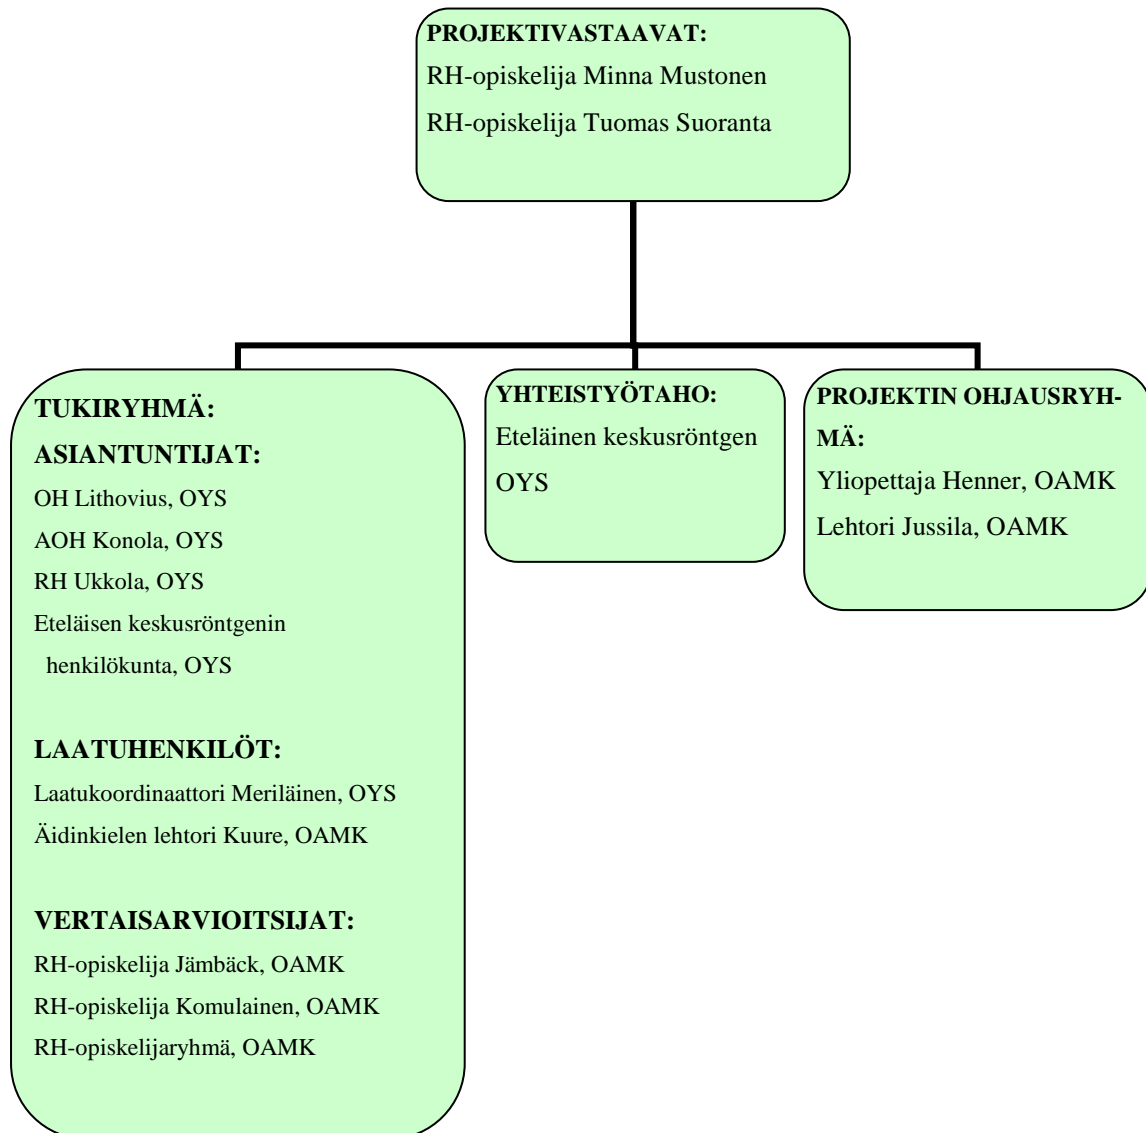 PROJEKTIVASTAAVAT:
RH-opiskelija Minna Mustonen
RH-opiskelija Tuomas Suoranta
TUKIRYHMÄ:
ASIANTUNTIJAT:
OH Lithovius, OYS
AOH Konola, OYS
RH Ukkola, OYS
Eteläisen keskusröntgenin
henkilökunta, OYS
LAATUHENKILÖT:
Laatukoordinaattori Meriläinen, OYS
Äidinkielen lehtori Kuure, OAMK
VERTAISARVIOITSIJAT:
RH-opiskelija Jämbäck, OAMK
RH-opiskelija Komulainen, OAMK
RH-opiskelijaryhmä, OAMK
YHTEISTYÖTAHO:
Eteläinen keskusröntgen
OYS
PROJEKTIN OHJAUSRYH-
MÄ:
Yliopettaja Henner, OAMK
Lehtori Jussila, OAMK